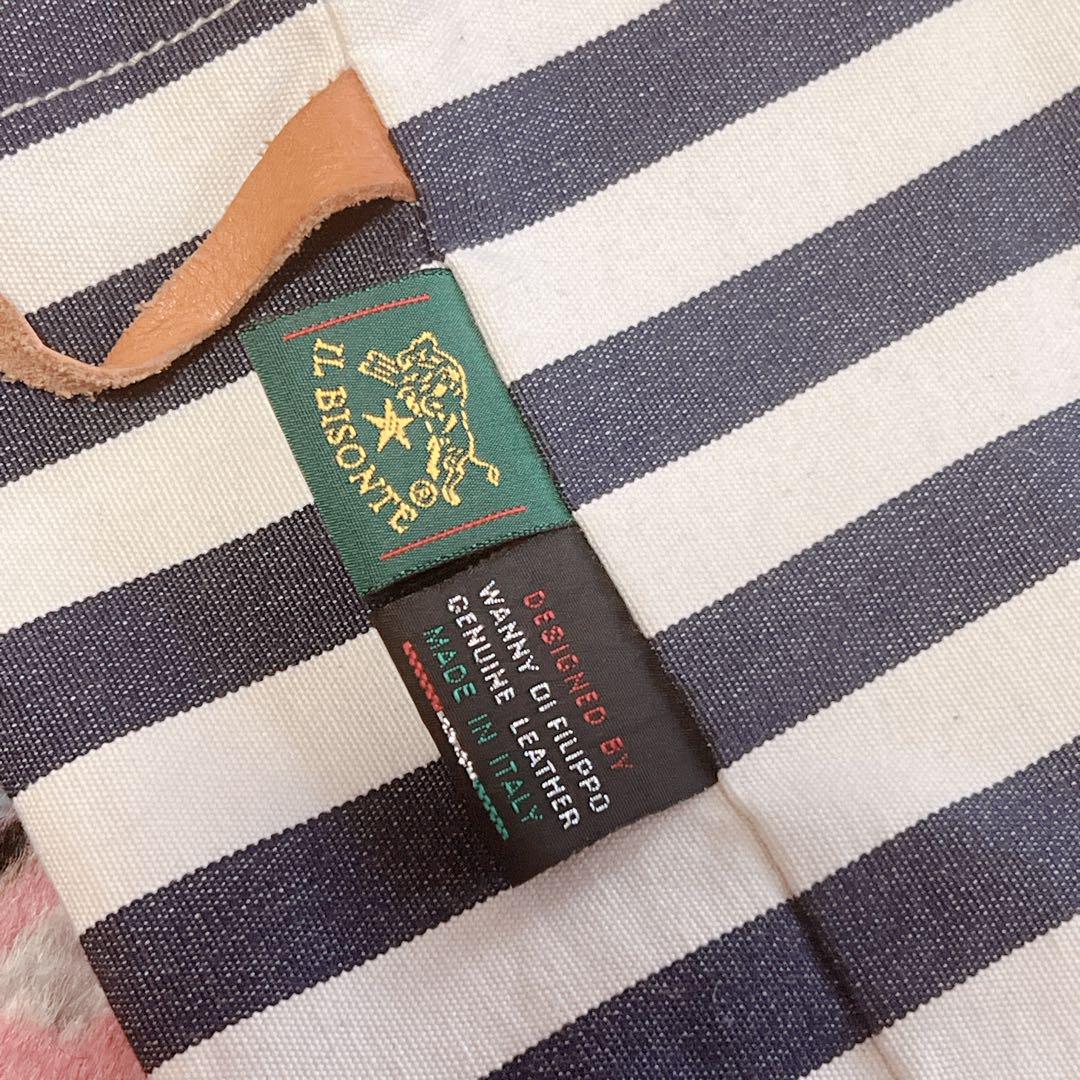 IL BISONTE®
DESIGNED BY
WANNY DI FILIPPO
GENUINE LEATHER
MADE IN ITALY